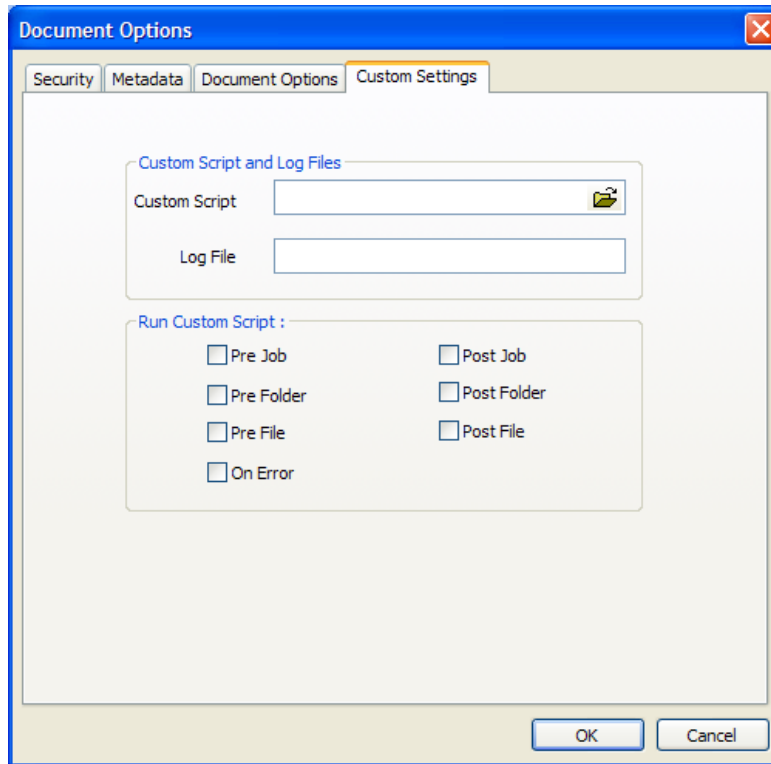 Document Options
Security Metadata Document Options Custom Settings
Custom Script and Log Files
Custom Script
Log File
Run Custom Script :
Pre Job Post Job
Pre Folder Post Folder
Pre File Post File
On Error
OK Cancel